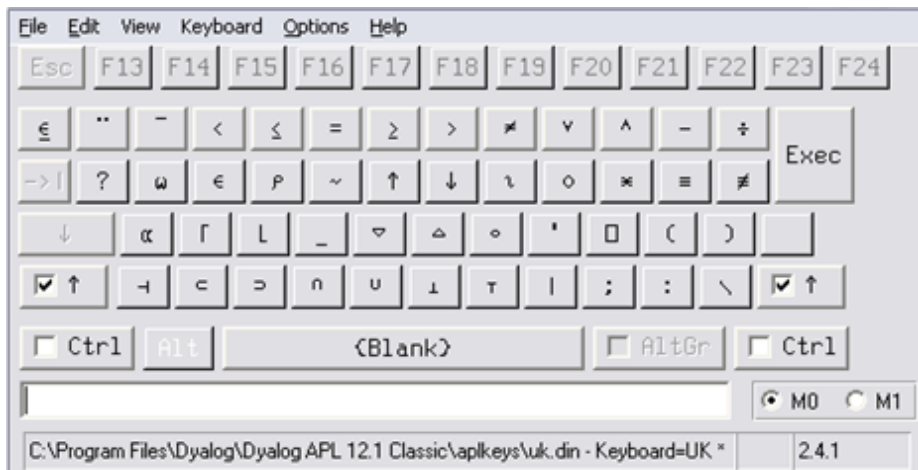 File Edit View Keyboard Options Help
Esc F13 F14 F15 F16 F17 F18 F19 F20 F21 F22 F23 F24
⍷ ¨ ¯ < ≤ = ≥ > ≠ ∨ ∧ - ÷ Exec
->| ? ⍵ ∊ ⍴ ~ ↑ ↓ ⍳ ○ * ≡ ≢
↓ ⍺ ⌈ ⌊ _ ∇ ∆ ∘ ' ⎕ ( )
↑ ⊣ ⊂ ⊃ ∩ ∪ ⊥ ⊤ | ; : \ ↑
Ctrl Alt {Blank} AltGr Ctrl
M0 M1
C:\Program Files\Dyalog\Dyalog APL 12.1 Classic\aplkeys\uk.din - Keyboard=UK * 2.4.1